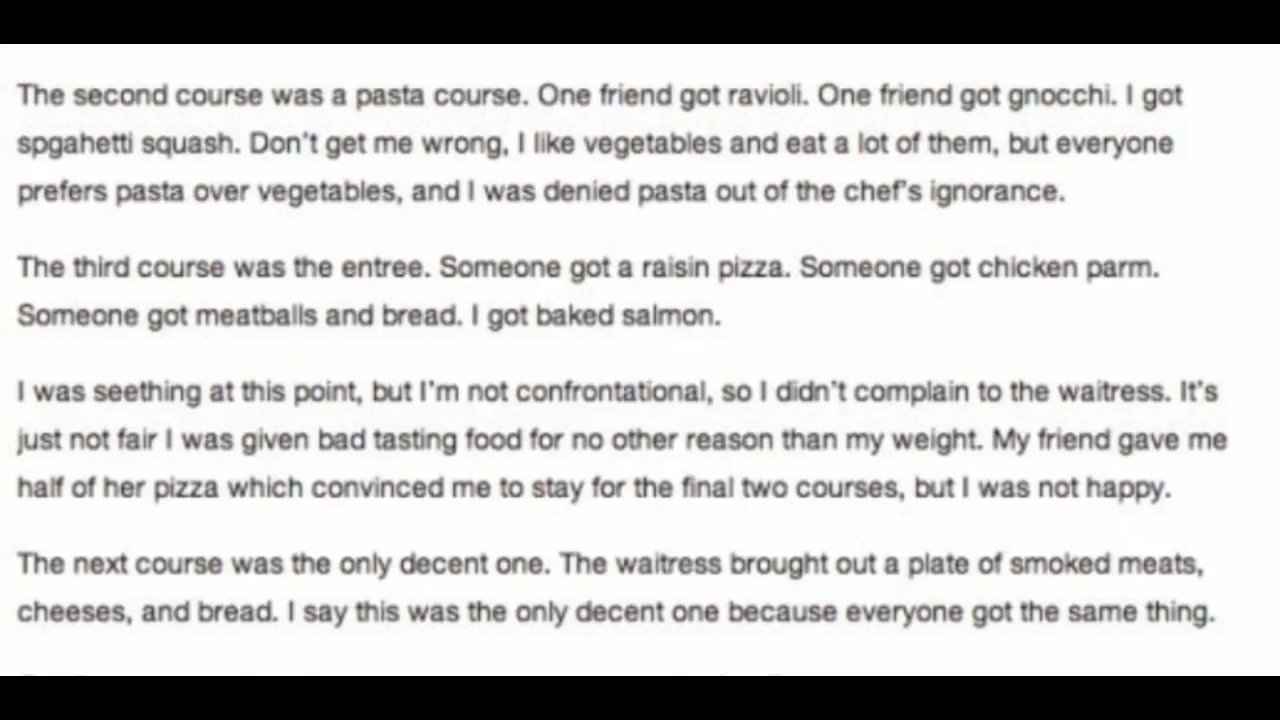 The second course was a pasta course. One friend got ravioli. One friend got gnocchi. I got
spgahetti squash. Don't get me wrong, I like vegetables and eat a lot of them, but everyone
prefers pasta over vegetables, and I was denied pasta out of the chef's ignorance.
The third course was the entree. Someone got a raisin pizza. Someone got chicken parm.
Someone got meatballs and bread. I got baked salmon.
I was seething at this point, but I'm not confrontational, so I didn't complain to the waitress. It's
just not fair I was given bad tasting food for no other reason than my weight. My friend gave me
half of her pizza which convinced me to stay for the final two courses, but I was not happy.
The next course was the only decent one. The waitress brought out a plate of smoked meats,
cheeses, and bread. I say this was the only decent one because everyone got the same thing.